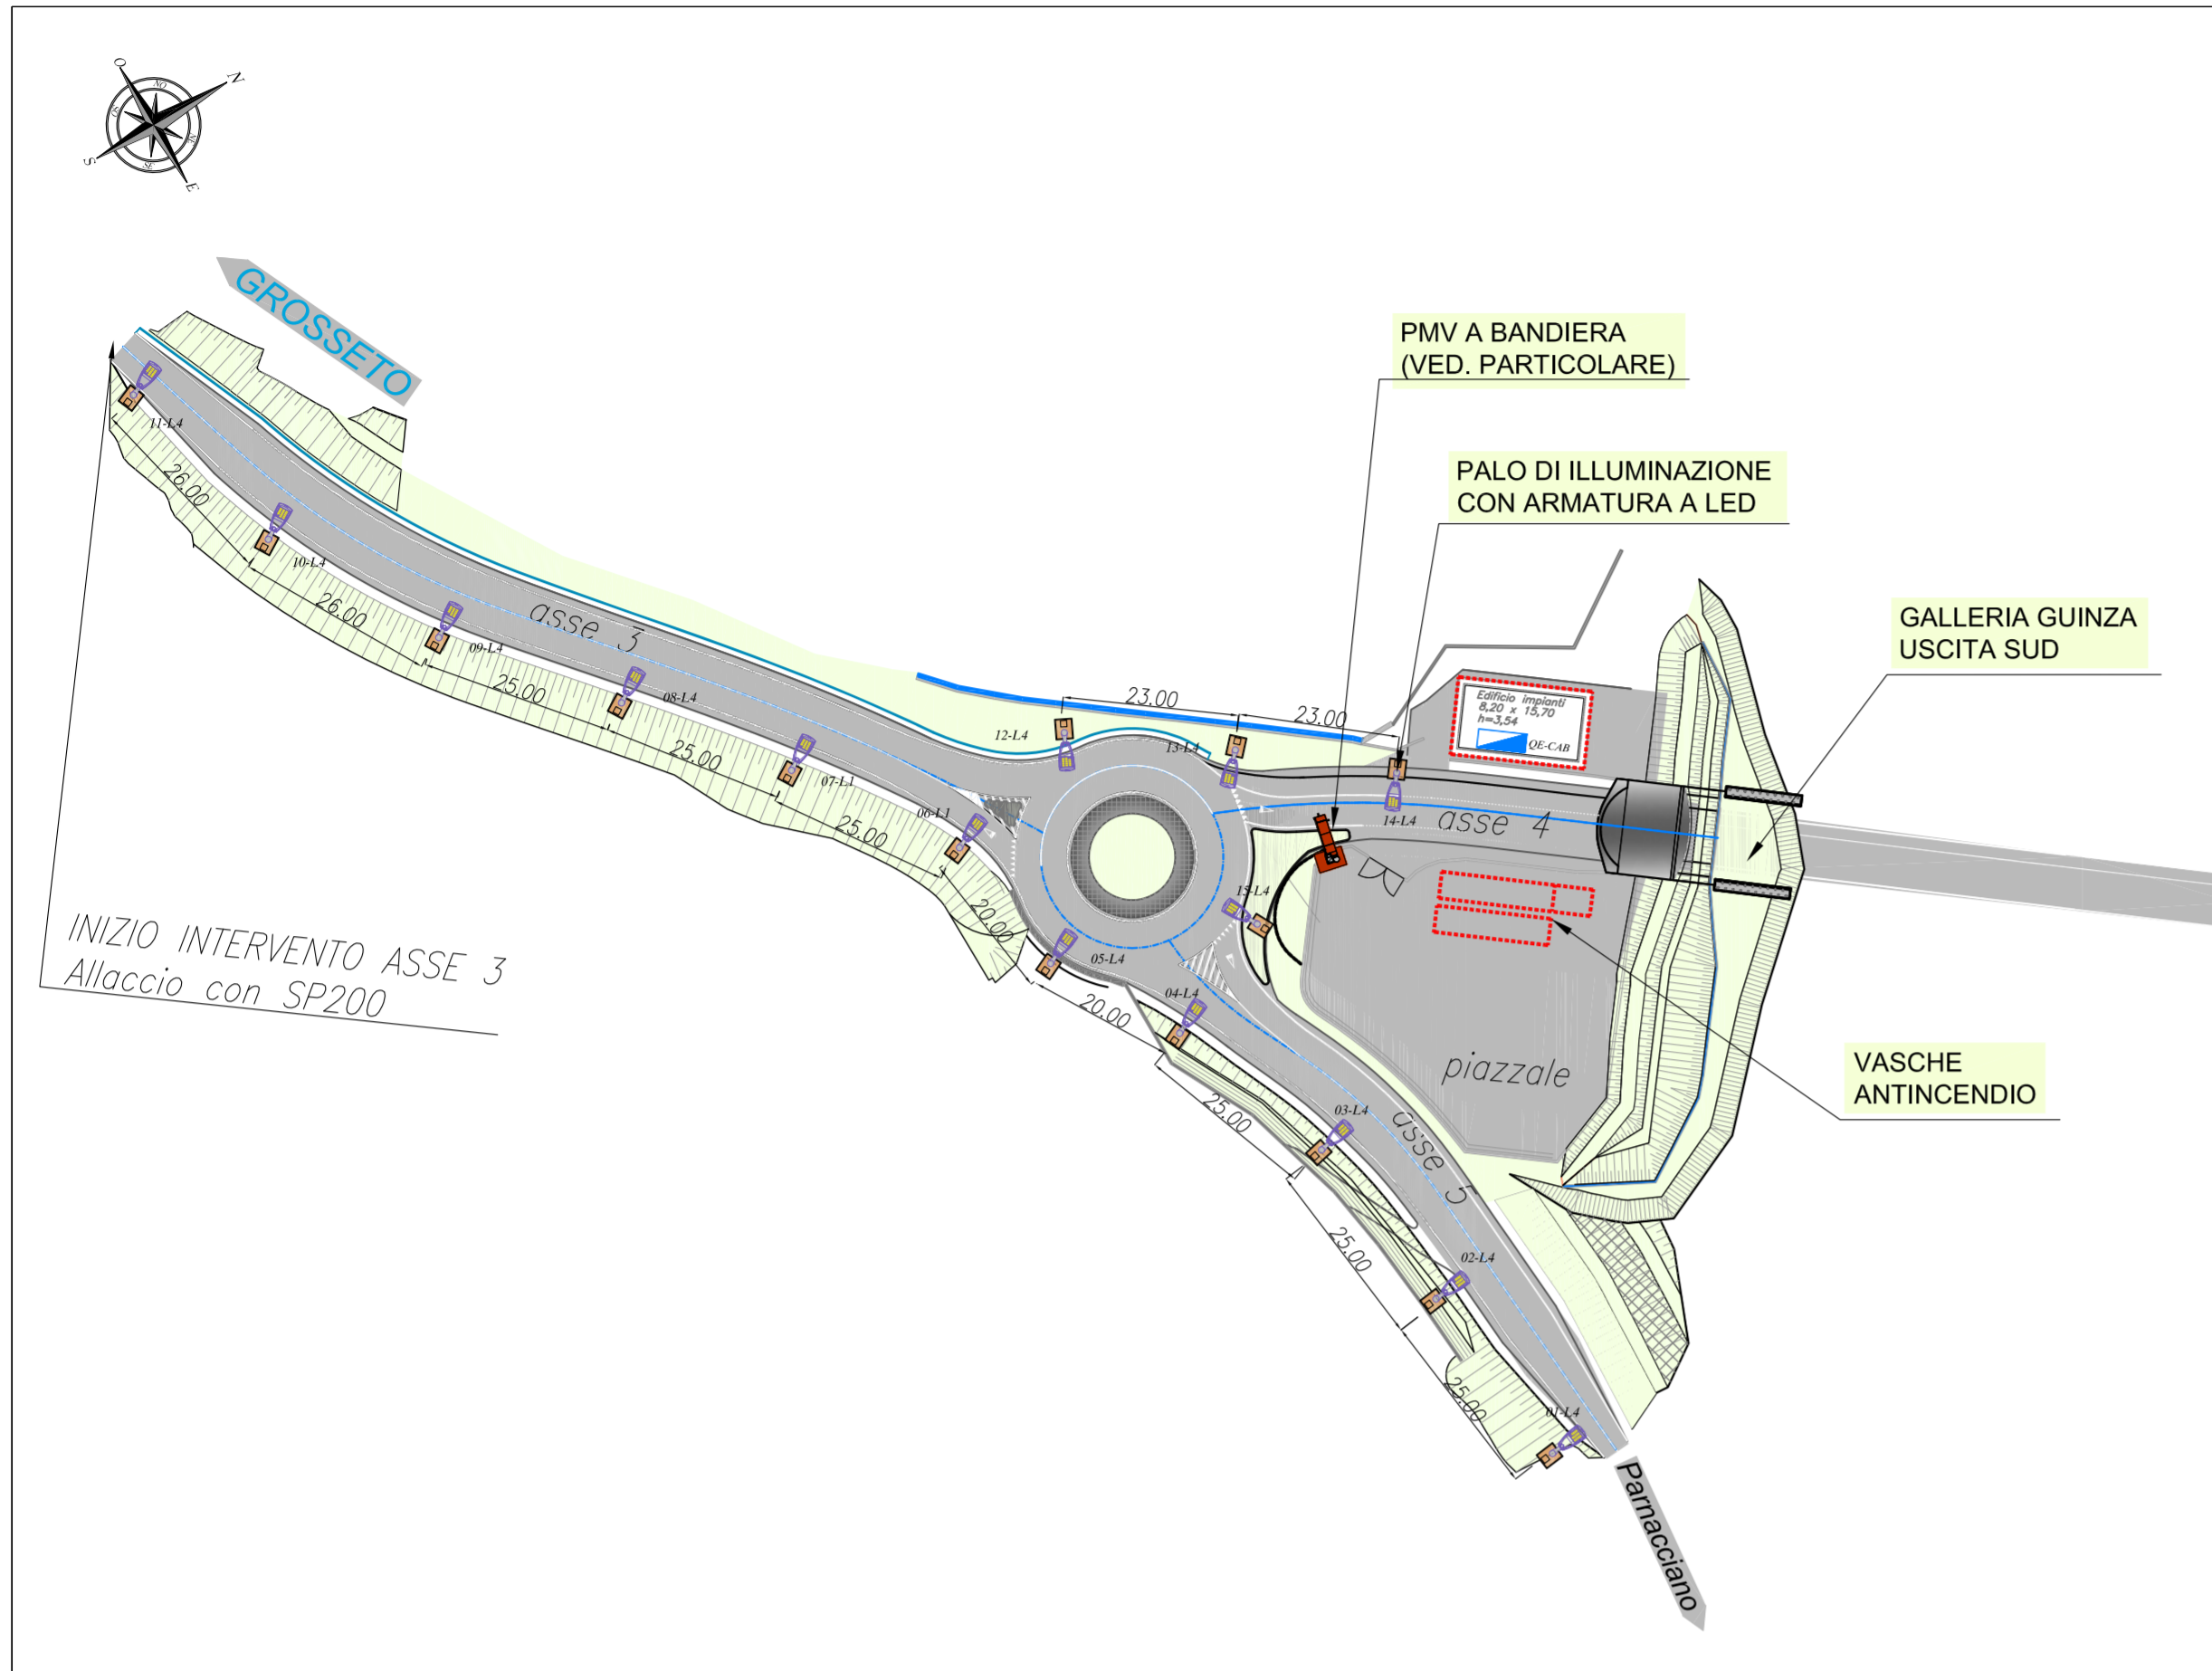 O
N
NO
SO
NE
S
SE
E
GROSSETO
PMV A BANDIERA
(VED. PARTICOLARE)
PALO DI ILLUMINAZIONE
CON ARMATURA A LED
GALLERIA GUINZA
USCITA SUD
VASCHE
ANTINCENDIO
INIZIO INTERVENTO ASSE 3
Allaccio con SP200
Edificio impianti
8,20 x 15,70
h=3,54
QE-CAB
asse 3
asse 4
asse 5
piazzale
Parnacciano
11-L4
26.00
10-L4
26.00
09-L4
25.00
08-L4
25.00
07-L1
25.00
06-L1
20.00
05-L4
20.00
04-L4
25.00
03-L4
25.00
02-L4
25.00
01-L4
12-L4
23.00
13-L4
23.00
14-L4
15-L4